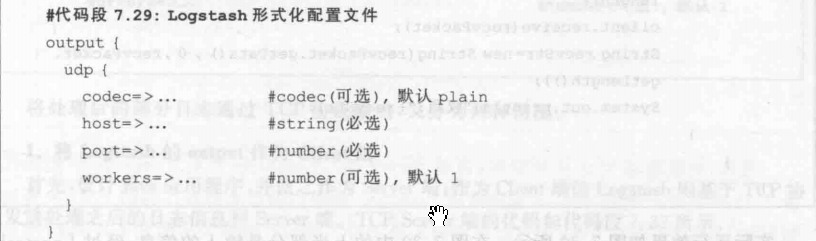 #代码段 7.29: Logstash 形式化配置文件
output {
udp {
codec=>... #codec(可选), 默认 plain
host=>... #string(必选)
port=>... #number(必选)
workers=>... #number(可选), 默认 1
}
}